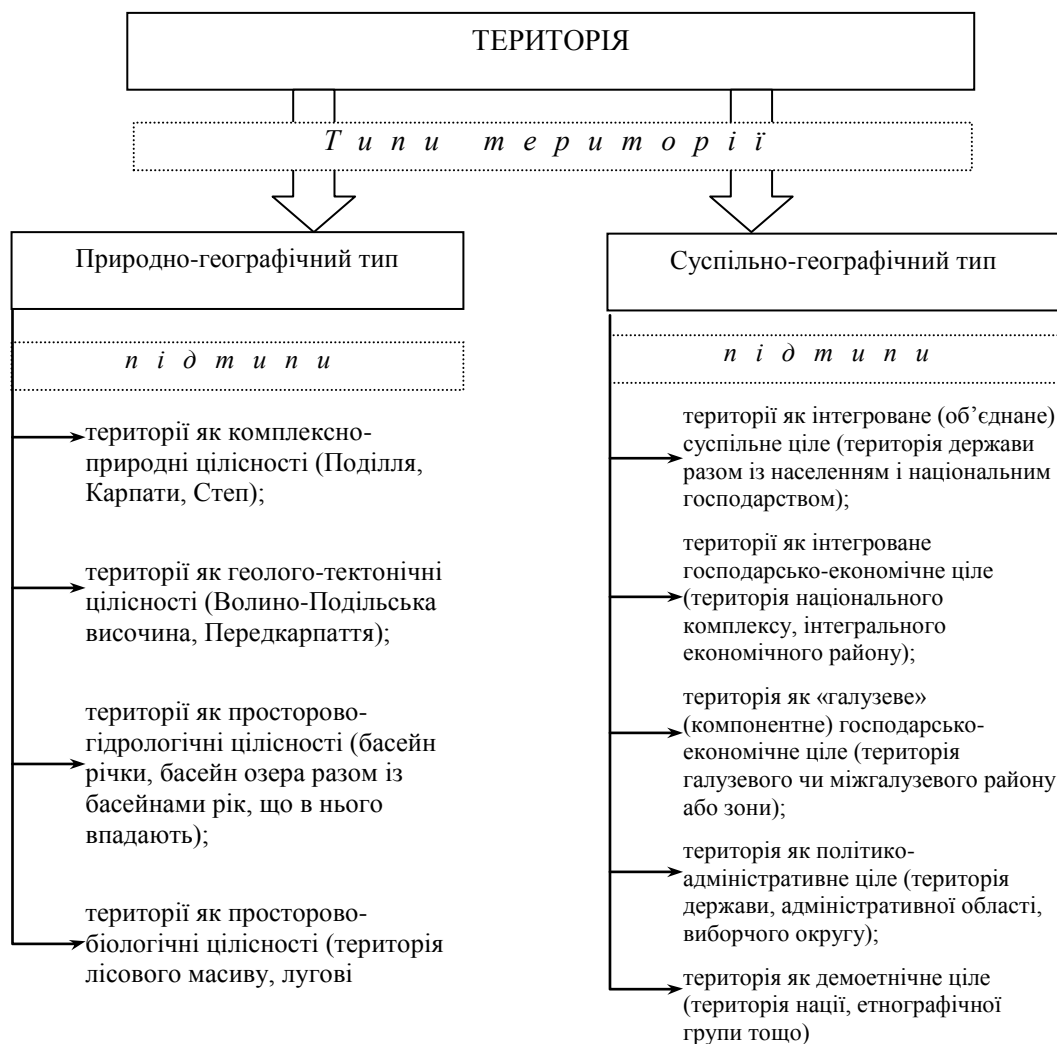 ТЕРИТОРІЯ
Типи території
Природно-географічний тип
підтипи
території як комплексно-
природні цілісності (Поділля,
Карпати, Степ);
території як геолого-тектонічні
цілісності (Волино-Подільська
височина, Передкарпаття);
території як просторово-
гідрологічні цілісності (басейн
річки, басейн озера разом із
басейнами рік, що в нього
впадають);
території як просторово-
біологічні цілісності (територія
лісового масиву, лугові
Суспільно-географічний тип
підтипи
території як інтегроване (об’єднане)
суспільне ціле (територія держави
разом із населенням і національним
господарством);
території як інтегроване
господарсько-економічне ціле
(територія національного
комплексу, інтегрального
економічного району);
територія як «галузеве»
(компонентне) господарсько-
економічне ціле (територія
галузевого чи міжгалузевого району
або зони);
територія як політико-
адміністративне ціле (територія
держави, адміністративної області,
виборчого округу);
територія як демоетнічне ціле
(територія нації, етнографічної
групи тощо)